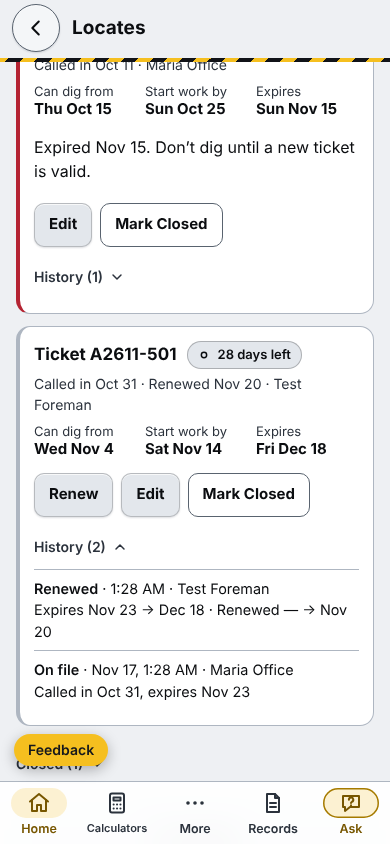 Locates
Called in Oct 11 · Maria Office
Can dig from
Start work by
Expires
Thu Oct 15
Sun Oct 25
Sun Nov 15
Expired Nov 15. Don’t dig until a new ticket
is valid.
Edit
Mark Closed
History (1)
Ticket A2611-501
28 days left
Called in Oct 31 · Renewed Nov 20 · Test
Foreman
Can dig from
Start work by
Expires
Wed Nov 4
Sat Nov 14
Fri Dec 18
Renew
Edit
Mark Closed
History (2)
Renewed · 1:28 AM · Test Foreman
Expires Nov 23 → Dec 18 · Renewed — → Nov
20
On file · Nov 17, 1:28 AM · Maria Office
Called in Oct 31, expires Nov 23
Feedback
Closed (1)
Home
Calculators
More
Records
Ask